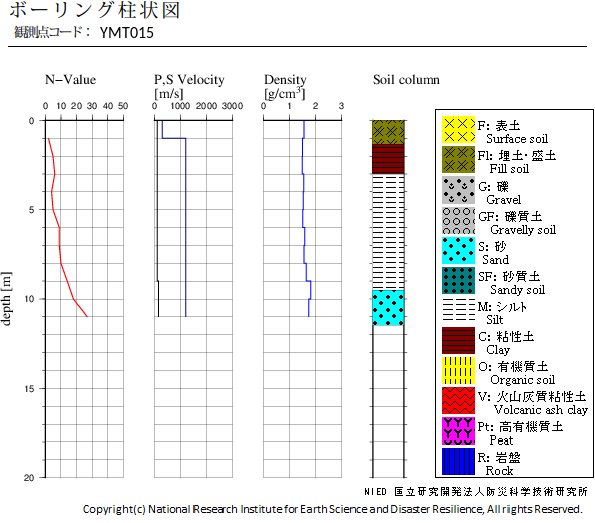 ボーリング柱状図
観測点コード： YMT015
N−Value
0 10 20 30 40 50
P,S Velocity
[m/s]
0 1000 2000 3000
Density
[g/cm³]
0 1 2 3
Soil column
depth [m]
0
5
10
15
20
F: 表土
Surface soil
Fl: 埋土・盛土
Fill soil
G: 礫
Gravel
GF: 礫質土
Gravelly soil
S: 砂
Sand
SF: 砂質土
Sandy soil
M: シルト
Silt
C: 粘性土
Clay
O: 有機質土
Organic soil
V: 火山灰質粘性土
Volcanic ash clay
Pt: 高有機質土
Peat
R: 岩盤
Rock
NIED 国立研究開発法人防災科学技術研究所
Copyright(c) National Research Institute for Earth Science and Disaster Resilience, All rights Reserved.